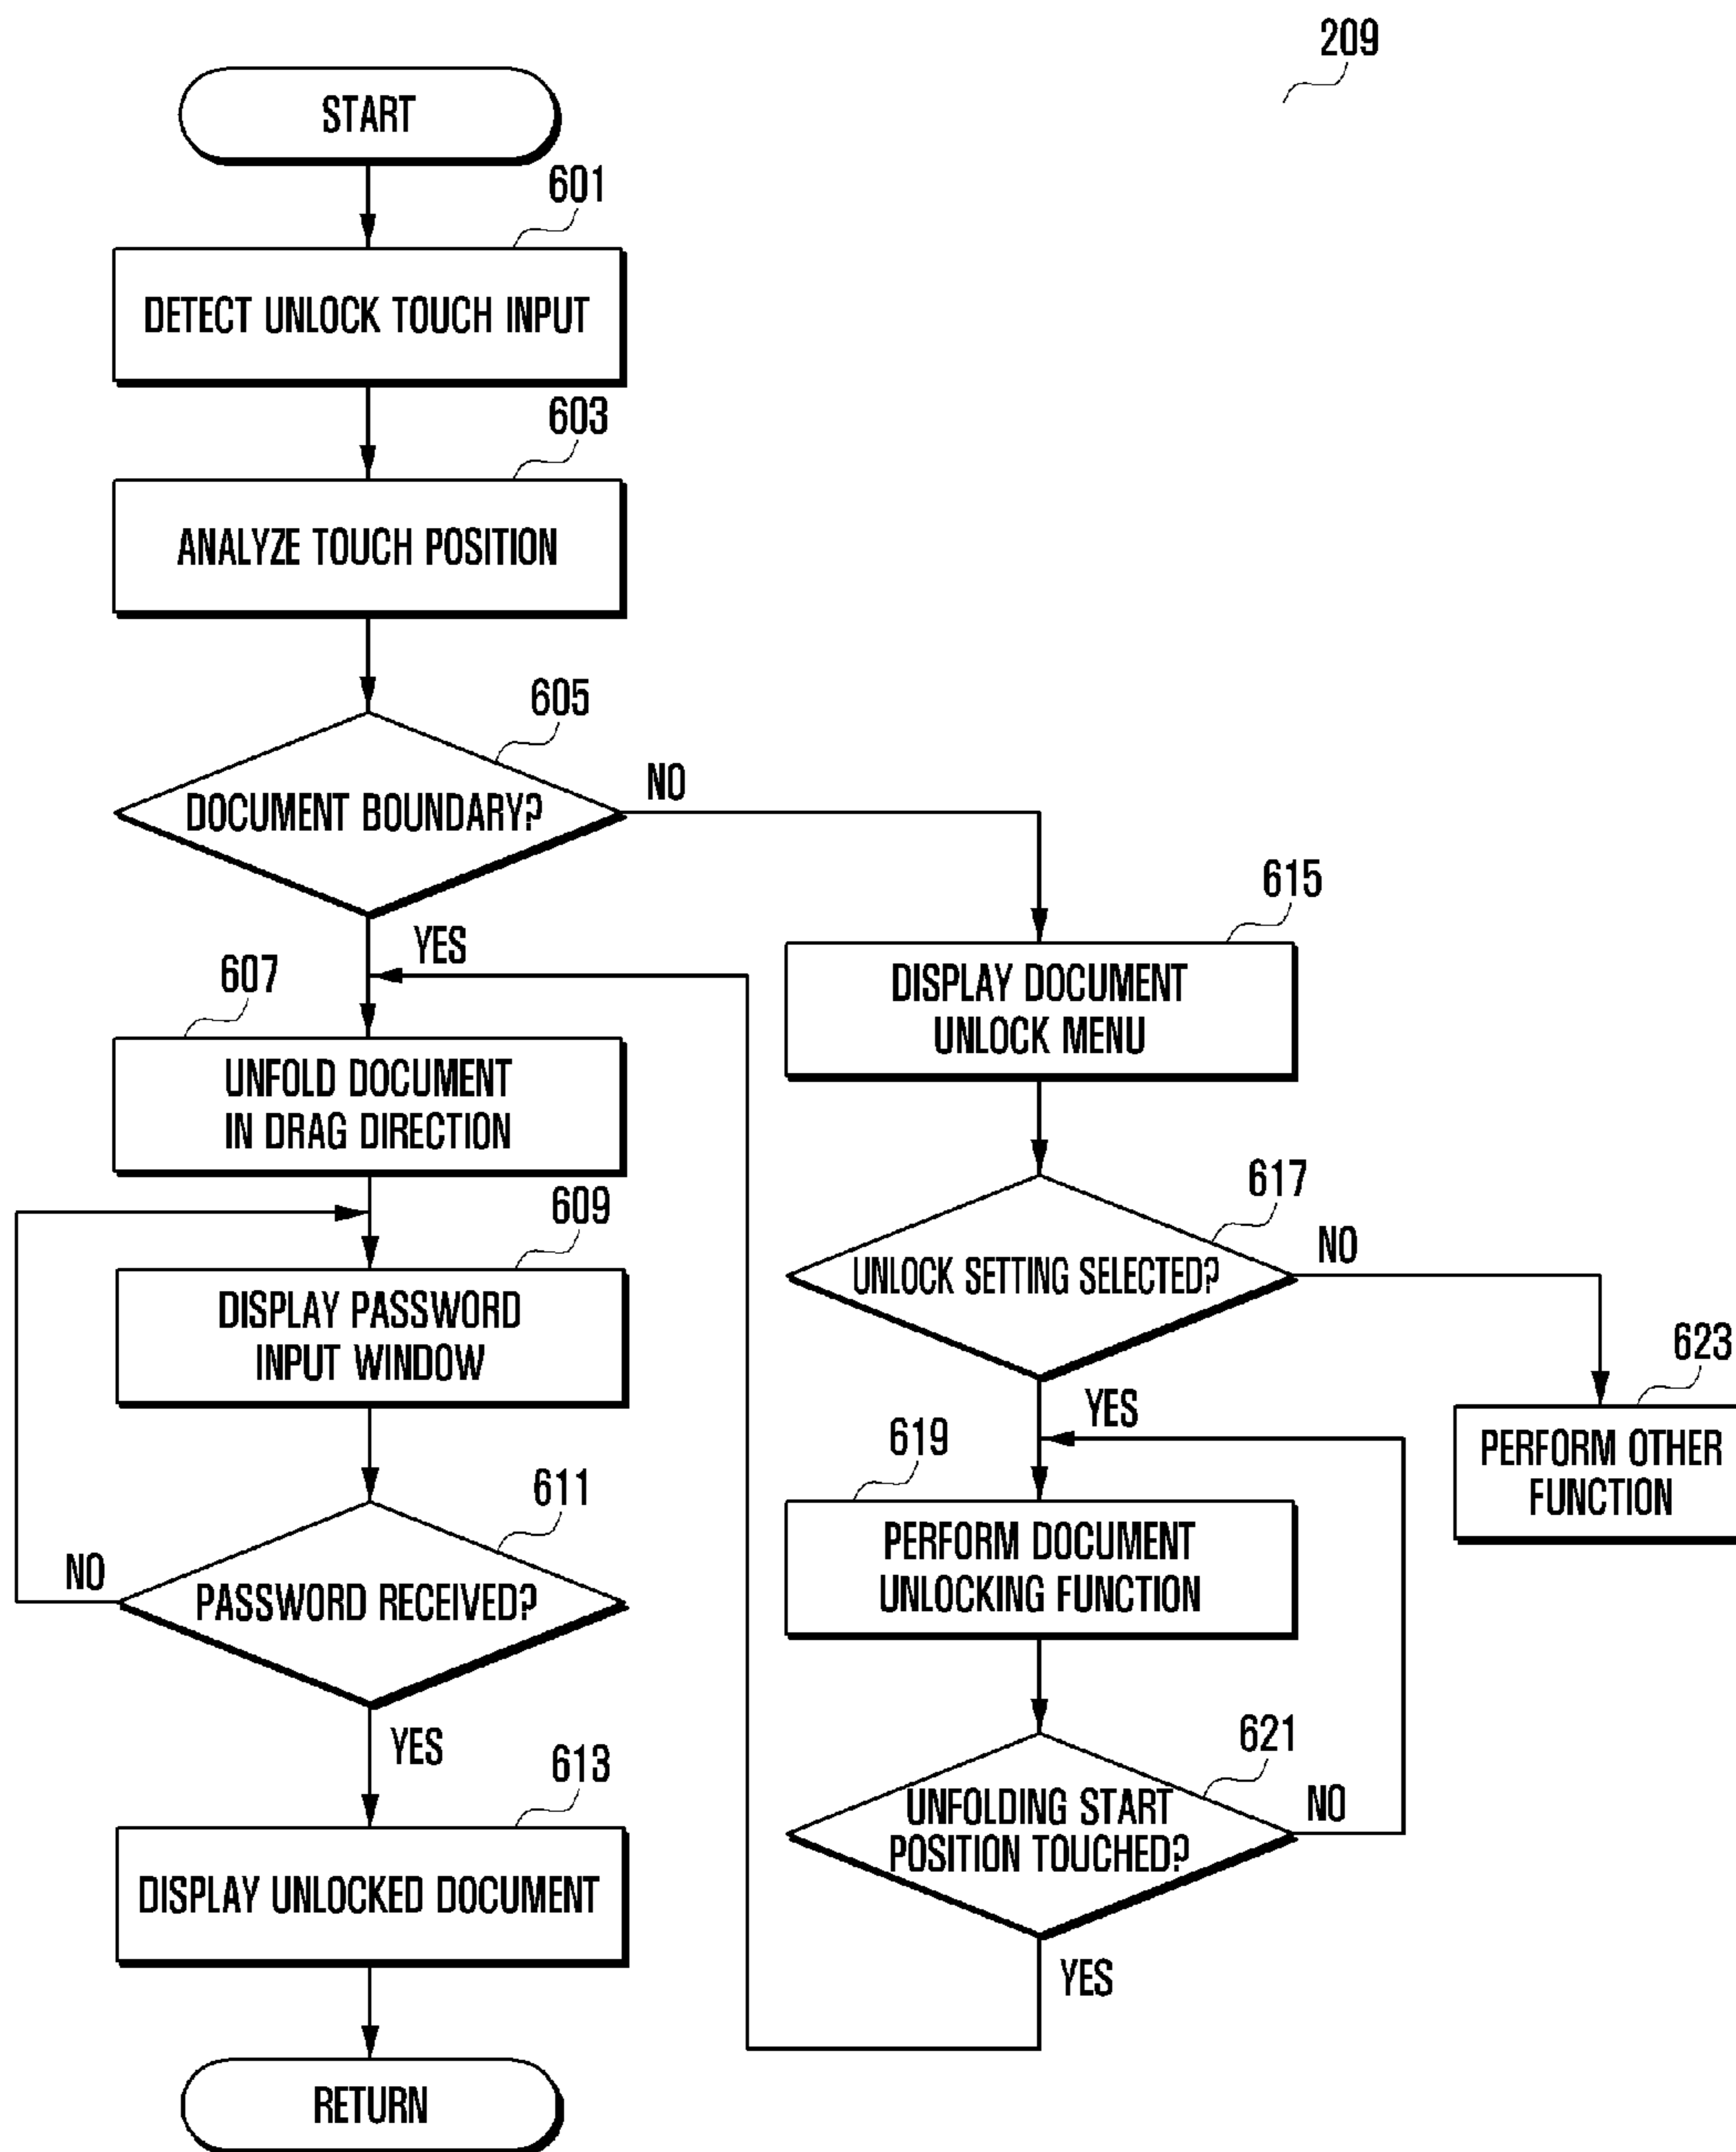 209
START
601
DETECT UNLOCK TOUCH INPUT
603
ANALYZE TOUCH POSITION
605
DOCUMENT BOUNDARY?
NO
YES
607
UNFOLD DOCUMENT
IN DRAG DIRECTION
609
DISPLAY PASSWORD
INPUT WINDOW
611
PASSWORD RECEIVED?
NO
YES
613
DISPLAY UNLOCKED DOCUMENT
RETURN
615
DISPLAY DOCUMENT
UNLOCK MENU
617
UNLOCK SETTING SELECTED?
NO
YES
619
PERFORM DOCUMENT
UNLOCKING FUNCTION
621
UNFOLDING START
POSITION TOUCHED?
NO
YES
623
PERFORM OTHER
FUNCTION